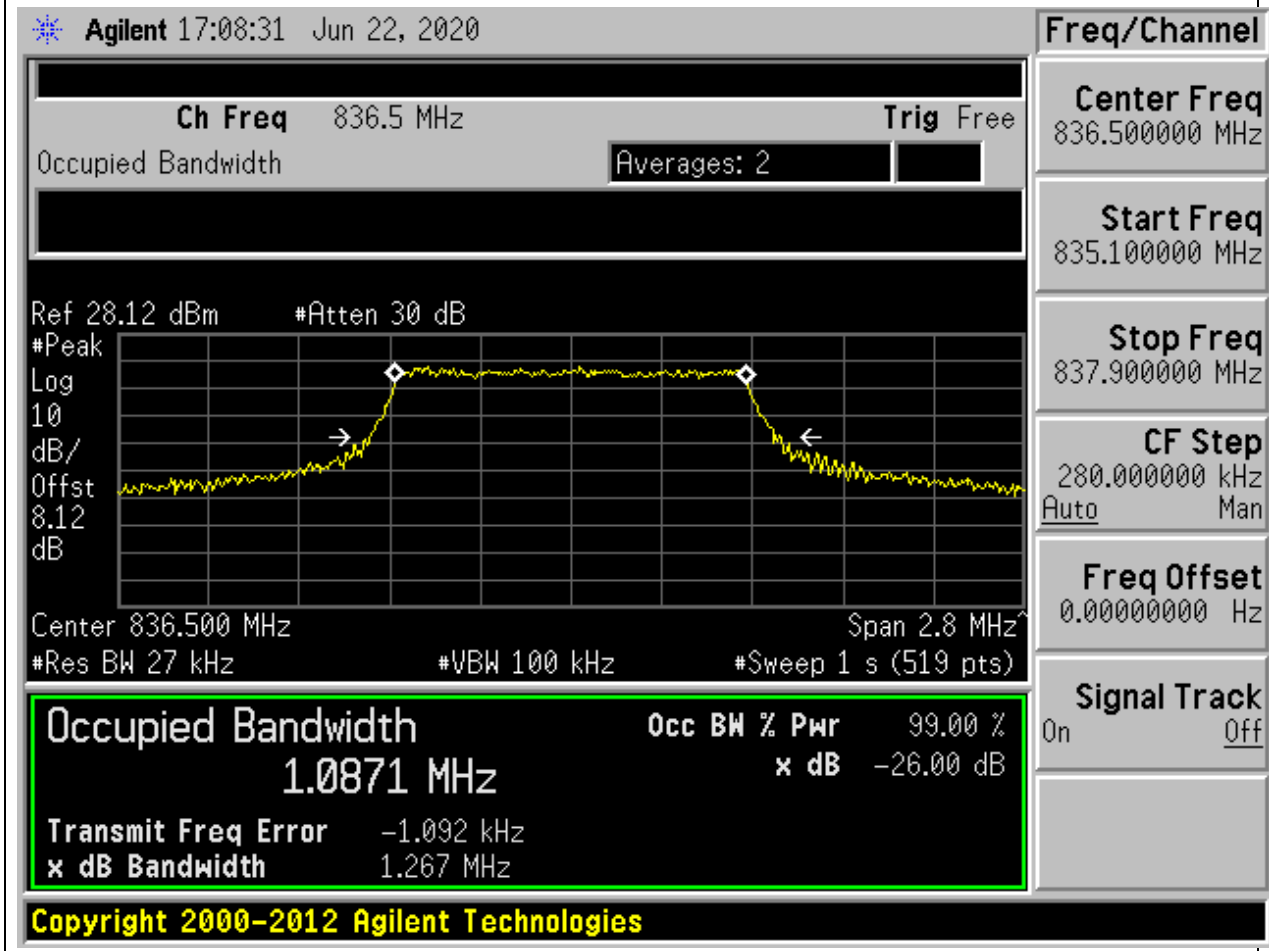 Agilent 17:08:31 Jun 22, 2020
Freq/Channel
Ch Freq 836.5 MHz Trig Free
Occupied Bandwidth Averages: 2
Center Freq
836.500000 MHz
Start Freq
835.100000 MHz
Stop Freq
837.900000 MHz
CF Step
280.000000 kHz
Auto Man
Freq Offset
0.00000000 Hz
Signal Track
On Off
Ref 28.12 dBm #Atten 30 dB
#Peak
Log
10
dB/
Offst
8.12
dB
Center 836.500 MHz Span 2.8 MHz^
#Res BW 27 kHz #VBW 100 kHz #Sweep 1 s (519 pts)
Occupied Bandwidth Occ BW % Pwr 99.00 %
1.0871 MHz x dB -26.00 dB
Transmit Freq Error -1.092 kHz
x dB Bandwidth 1.267 MHz
Copyright 2000-2012 Agilent Technologies